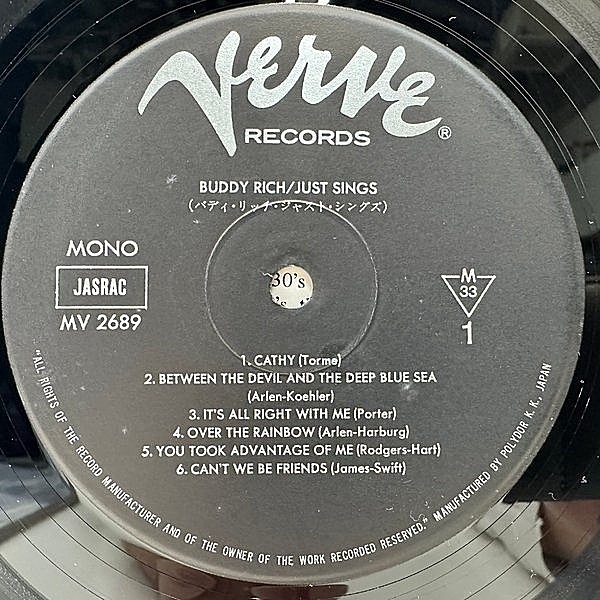 Verve
RECORDS ®
BUDDY RICH/JUST SINGS
(バディ・リッチ・ジャスト・シングズ)
MONO
JASRAC
MV 2689
30's
M
33
1
1. CATHY (Torme)
2. BETWEEN THE DEVIL AND THE DEEP BLUE SEA
(Arlen-Koehler)
3. IT'S ALL RIGHT WITH ME (Porter)
4. OVER THE RAINBOW (Arlen-Harburg)
5. YOU TOOK ADVANTAGE OF ME (Rodgers-Hart)
6. CAN'T WE BE FRIENDS (James-Swift)
"ALL RIGHTS OF THE RECORD MANUFACTURER AND OF THE OWNER OF THE WORK RECORDED RESERVED." MANUFACTURED BY POLYDOR K. K., JAPAN